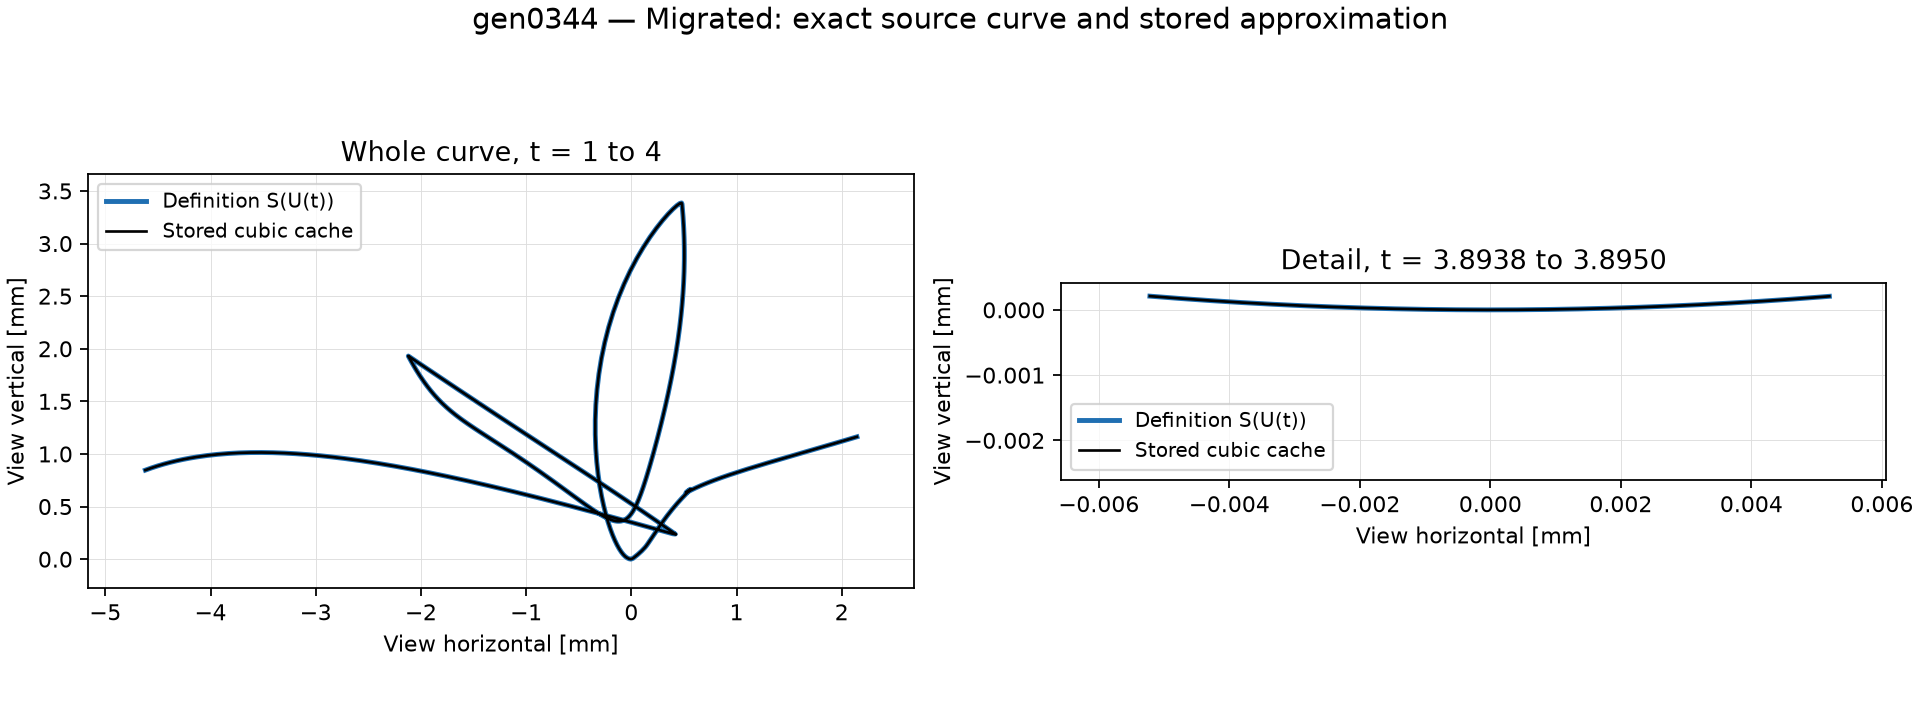 gen0344 — Migrated: exact source curve and stored approximation
Whole curve, t = 1 to 4
Definition S(U(t))
Stored cubic cache
3.5
3.0
2.5
2.0
1.5
1.0
0.5
0.0
View vertical [mm]
−5 −4 −3 −2 −1 0 1 2
View horizontal [mm]
Detail, t = 3.8938 to 3.8950
0.000
−0.001
−0.002
View vertical [mm]
Definition S(U(t))
Stored cubic cache
−0.006 −0.004 −0.002 0.000 0.002 0.004 0.006
View horizontal [mm]